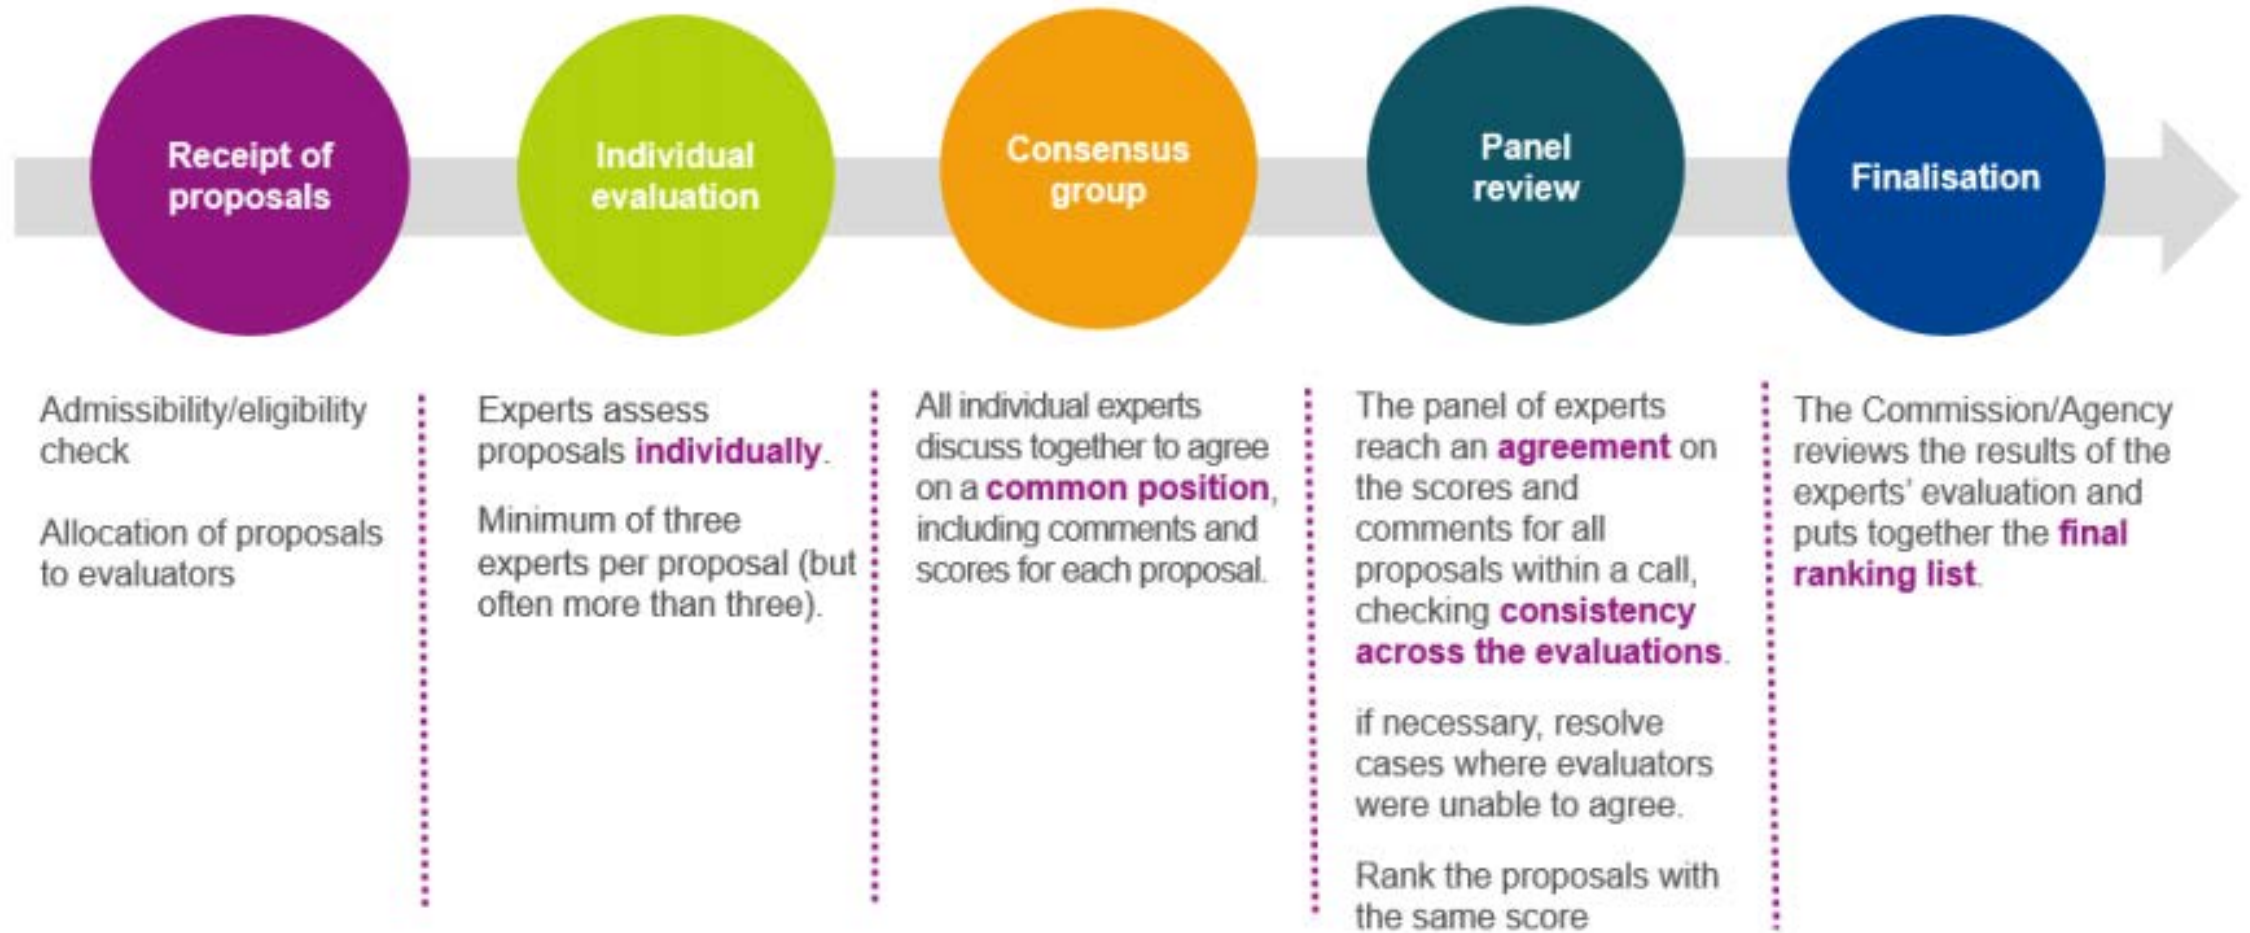 Receipt of
proposals
Individual
evaluation
Consensus
group
Panel
review
Finalisation
Admissibility/eligibility
check
Allocation of proposals
to evaluators
Experts assess
proposals individually.
Minimum of three
experts per proposal (but
often more than three).
All individual experts
discuss together to agree
on a common position,
including comments and
scores for each proposal.
The panel of experts
reach an agreement on
the scores and
comments for all
proposals within a call,
checking consistency
across the evaluations.
if necessary, resolve
cases where evaluators
were unable to agree.
Rank the proposals with
the same score
The Commission/Agency
reviews the results of the
experts' evaluation and
puts together the final
ranking list.